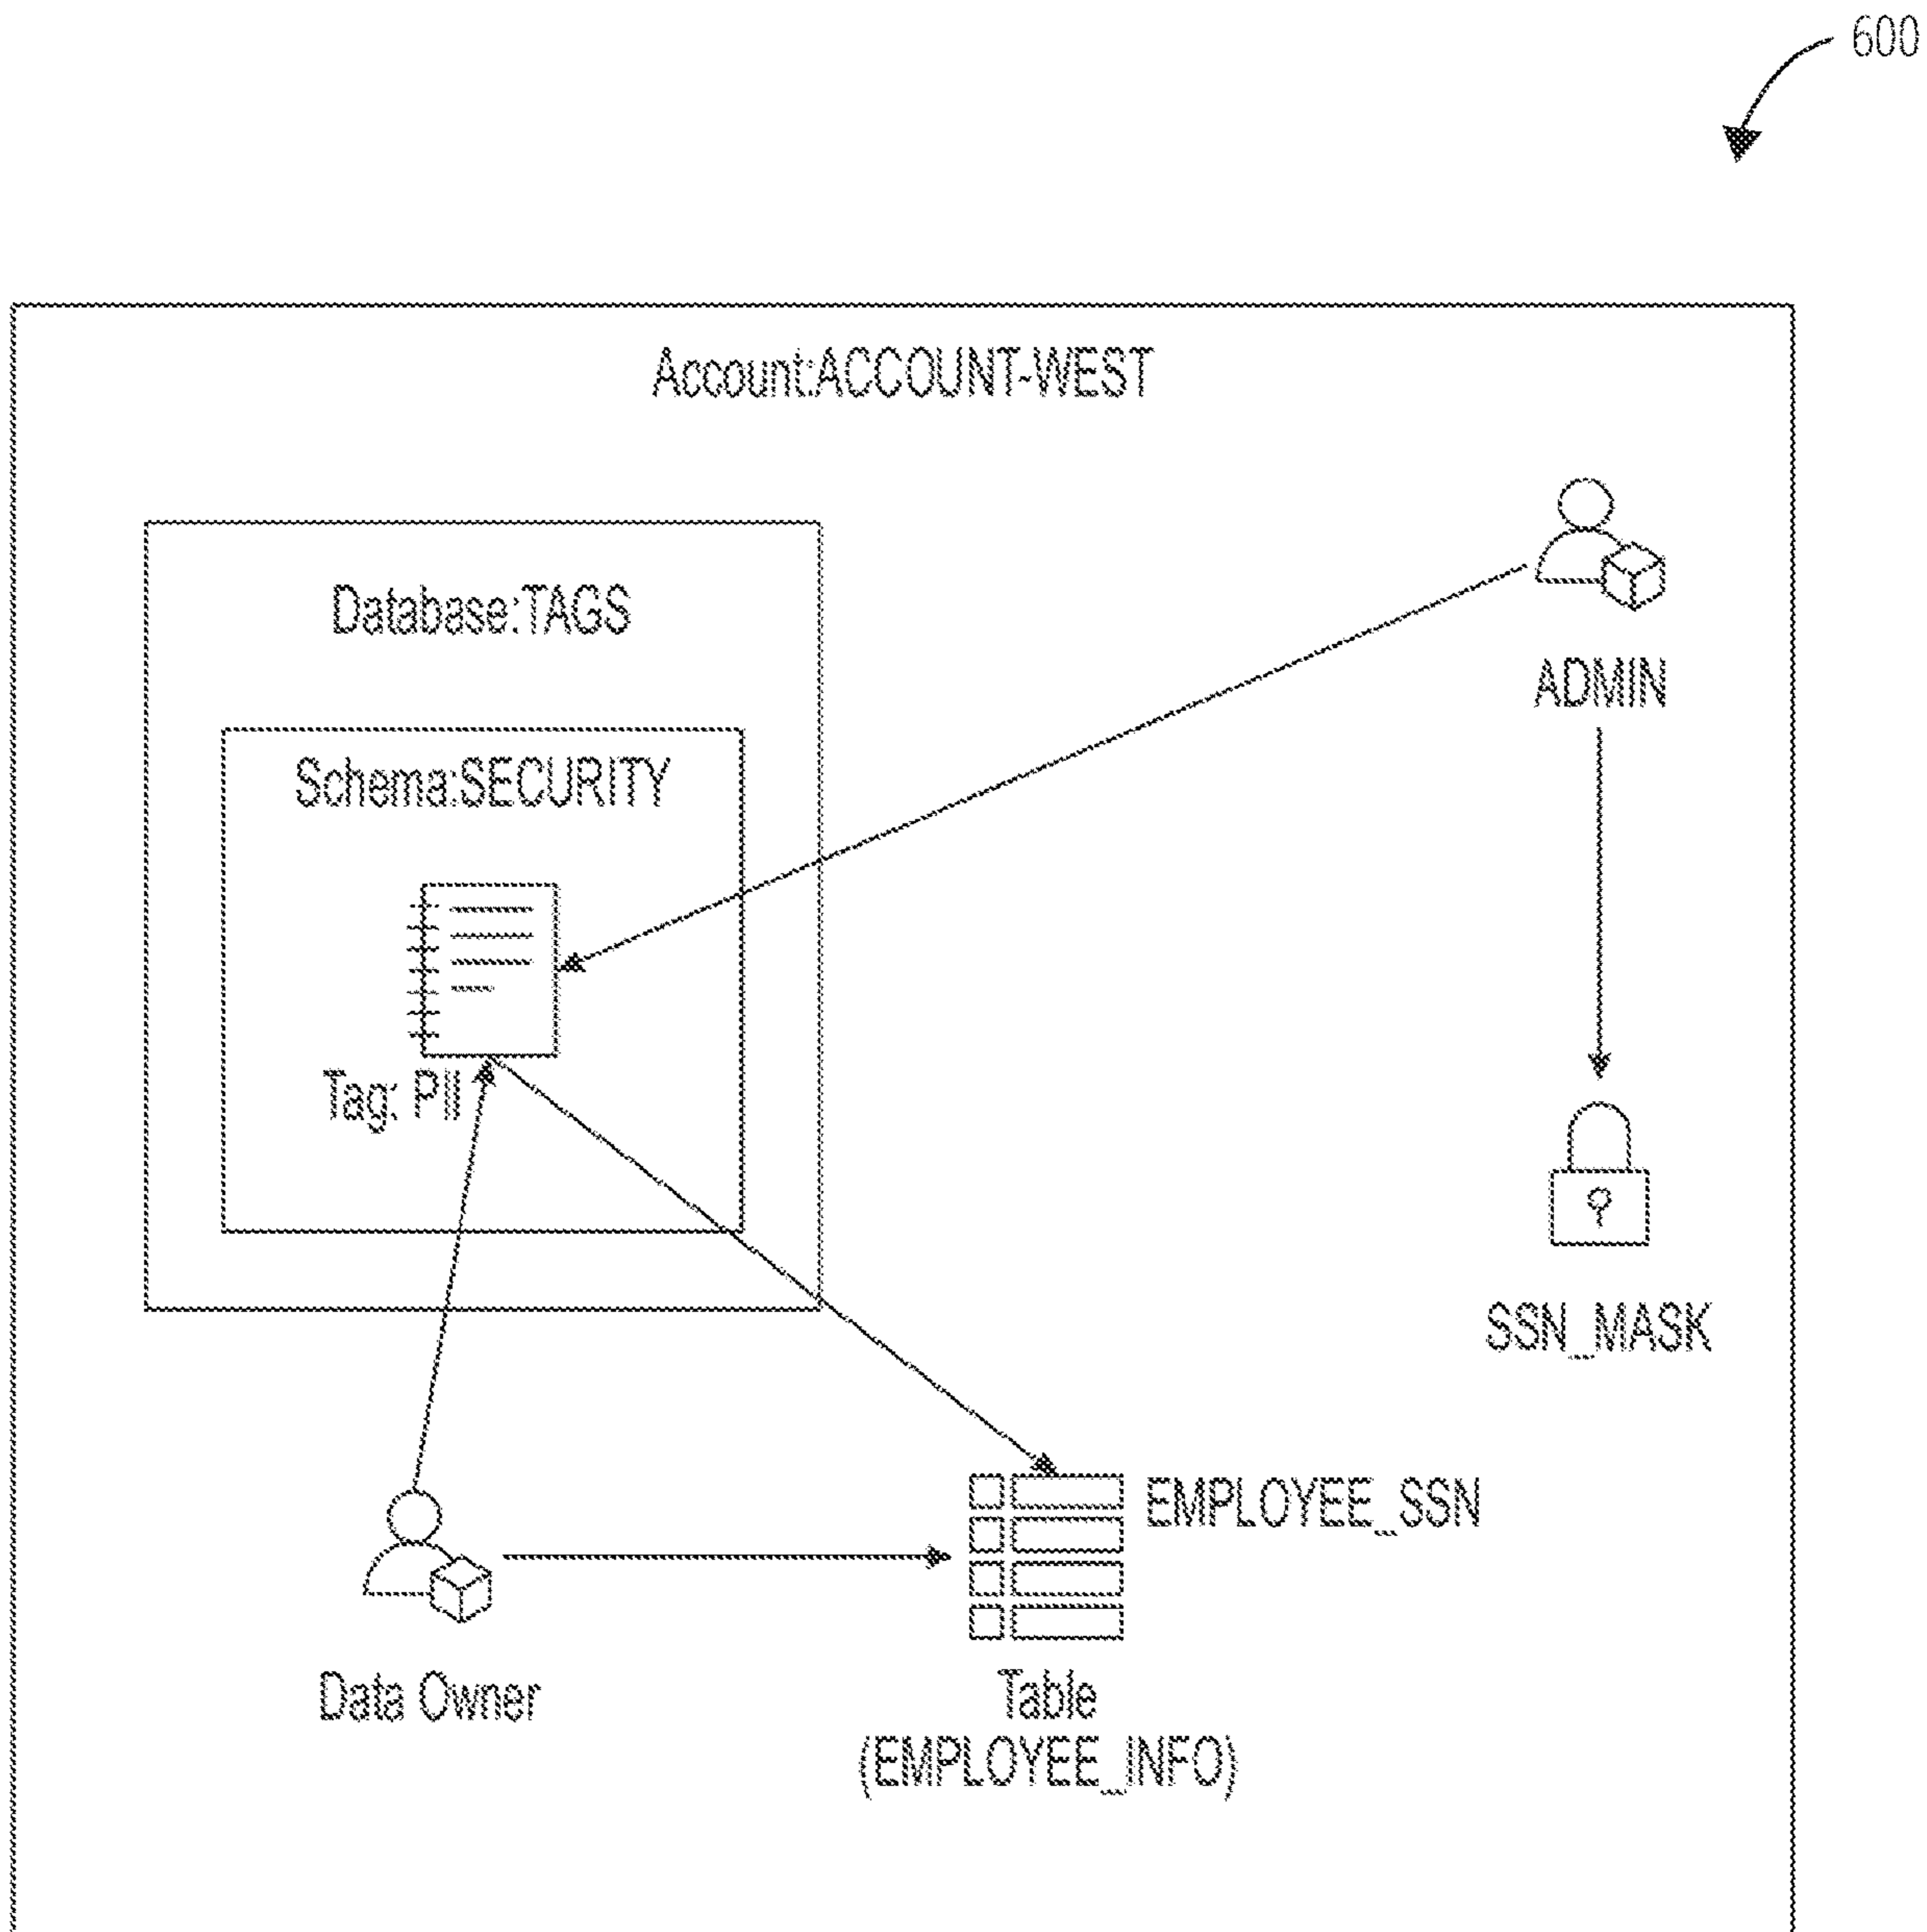 600
Account:ACCOUNT-WEST
Database:TAGS
ADMIN
Schema:SECURITY
Tag: PII
SSN_MASK
EMPLOYEE_SSN
Data Owner
Table
(EMPLOYEE_INFO)